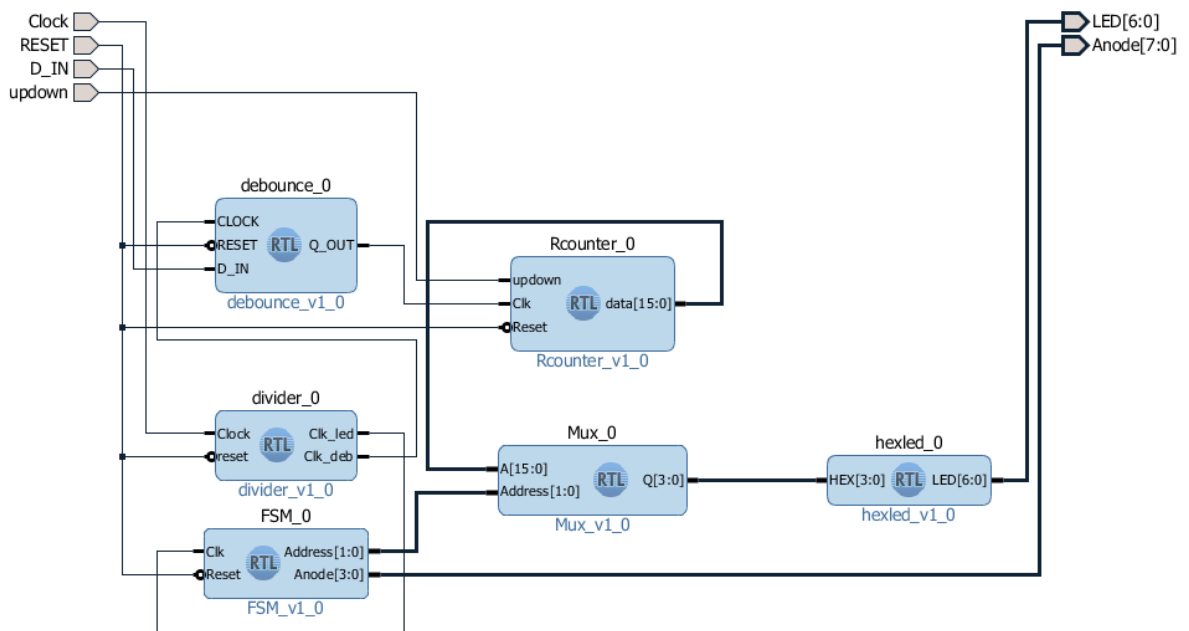 Clock
RESET
D_IN
updown
LED[6:0]
Anode[7:0]
debounce_0
CLOCK
RESET
D_IN
RTL
Q_OUT
debounce_v1_0
Rcounter_0
updown
Clk
Reset
RTL
data[15:0]
Rcounter_v1_0
divider_0
Clock
reset
RTL
Clk_led
Clk_deb
divider_v1_0
Mux_0
A[15:0]
Address[1:0]
RTL
Q[3:0]
Mux_v1_0
hexled_0
HEX[3:0]
RTL
LED[6:0]
hexled_v1_0
FSM_0
Clk
Reset
RTL
Address[1:0]
Anode[3:0]
FSM_v1_0